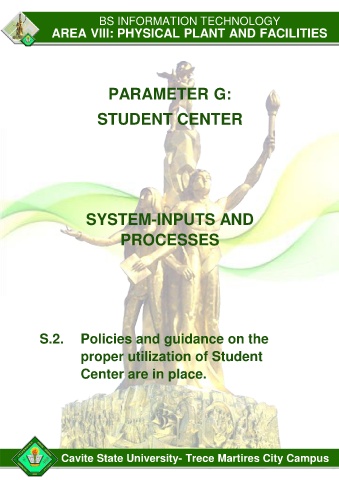 BS INFORMATION TECHNOLOGY
AREA VIII: PHYSICAL PLANT AND FACILITIES
PARAMETER G:
STUDENT CENTER
SYSTEM-INPUTS AND
PROCESSES
S.2. Policies and guidance on the
proper utilization of Student
Center are in place.
Cavite State University- Trece Martires City Campus